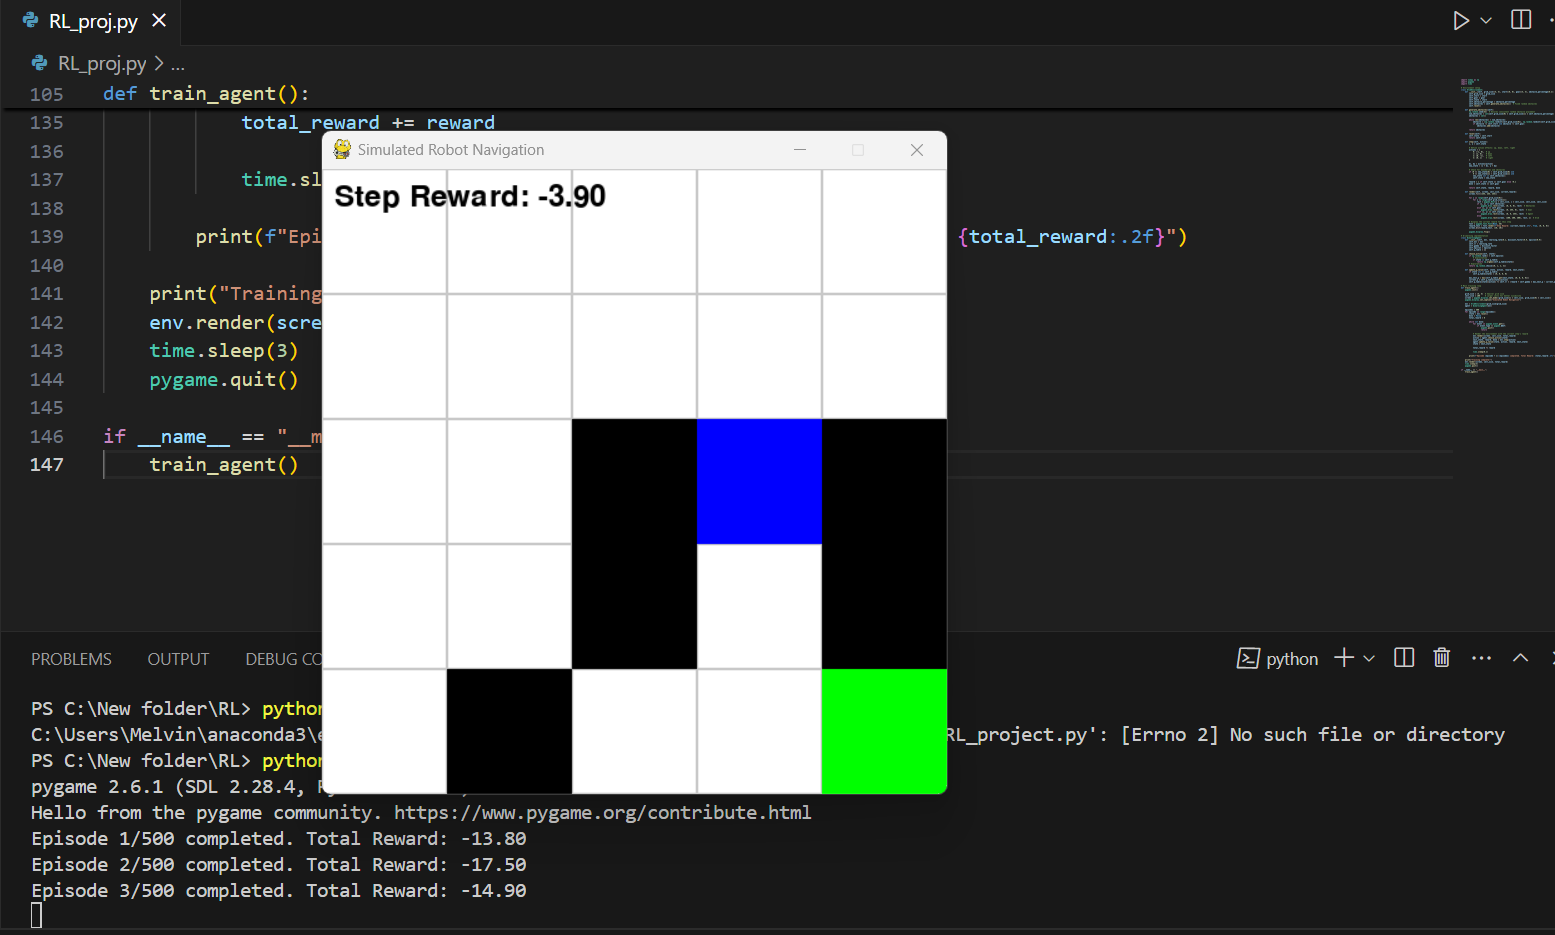 RL_proj.py
RL_proj.py > ...
105 def train_agent():
135 total_reward += reward
136
137 time.sl
138
139 print(f"Epi {total_reward:.2f}")
140
141 print("Training
142 env.render(scre
143 time.sleep(3)
144 pygame.quit()
145
146 if __name__ == "__m
147 train_agent()
Simulated Robot Navigation
Step Reward: -3.90
PROBLEMS OUTPUT DEBUG CO python
PS C:\New folder\RL> python
C:\Users\Melvin\anaconda3\e RL_project.py': [Errno 2] No such file or directory
PS C:\New folder\RL> python
pygame 2.6.1 (SDL 2.28.4,
Hello from the pygame community. https://www.pygame.org/contribute.html
Episode 1/500 completed. Total Reward: -13.80
Episode 2/500 completed. Total Reward: -17.50
Episode 3/500 completed. Total Reward: -14.90